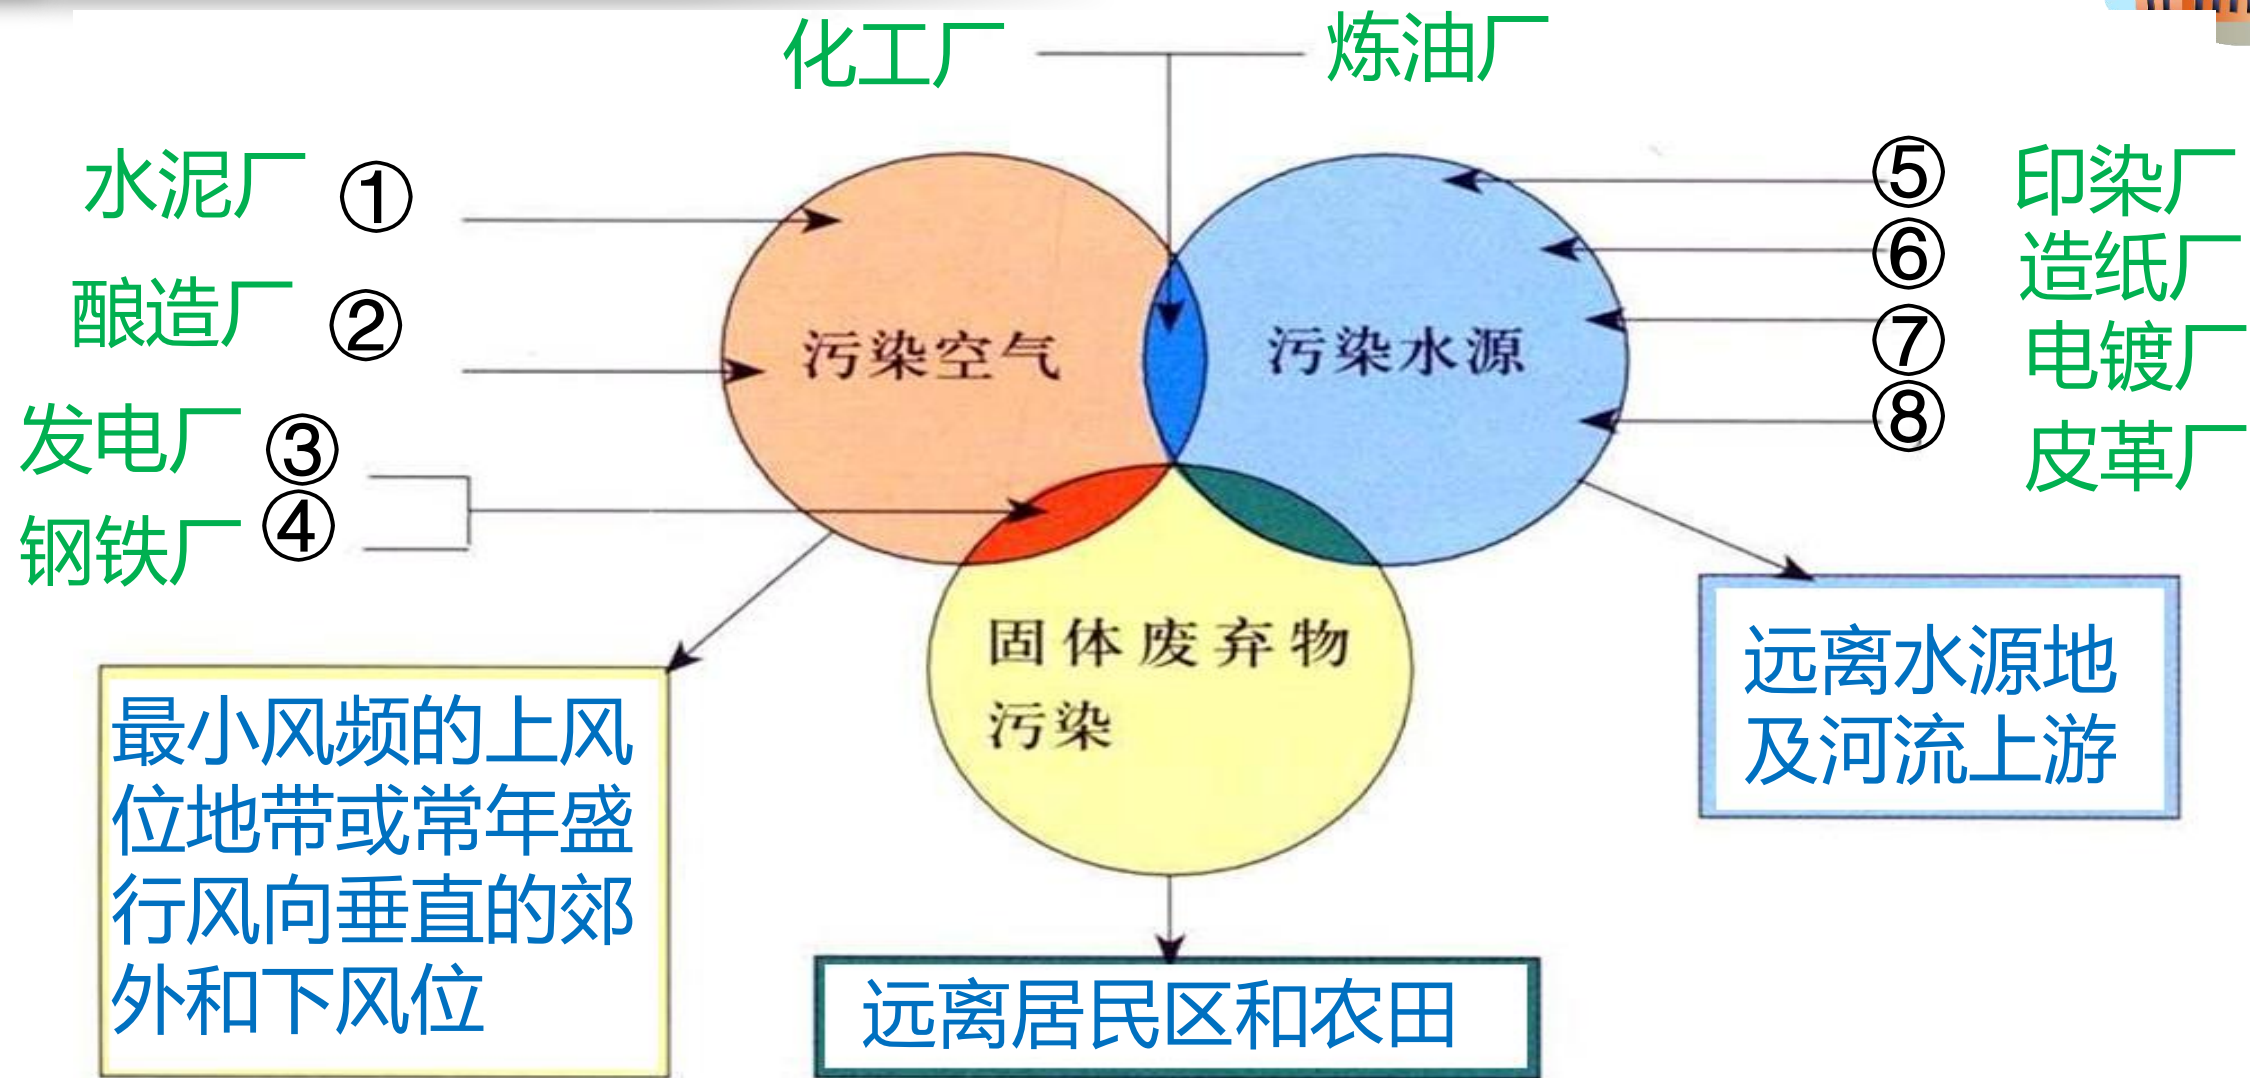 化工厂
炼油厂
水泥厂 ①
酿造厂 ②
发电厂 ③
钢铁厂 ④
⑤ 印染厂
⑥ 造纸厂
⑦ 电镀厂
⑧ 皮革厂
污染空气
污染水源
固体废弃物
污染
最小风频的上风
位地带或常年盛
行风向垂直的郊
外和下风位
远离水源地
及河流上游
远离居民区和农田